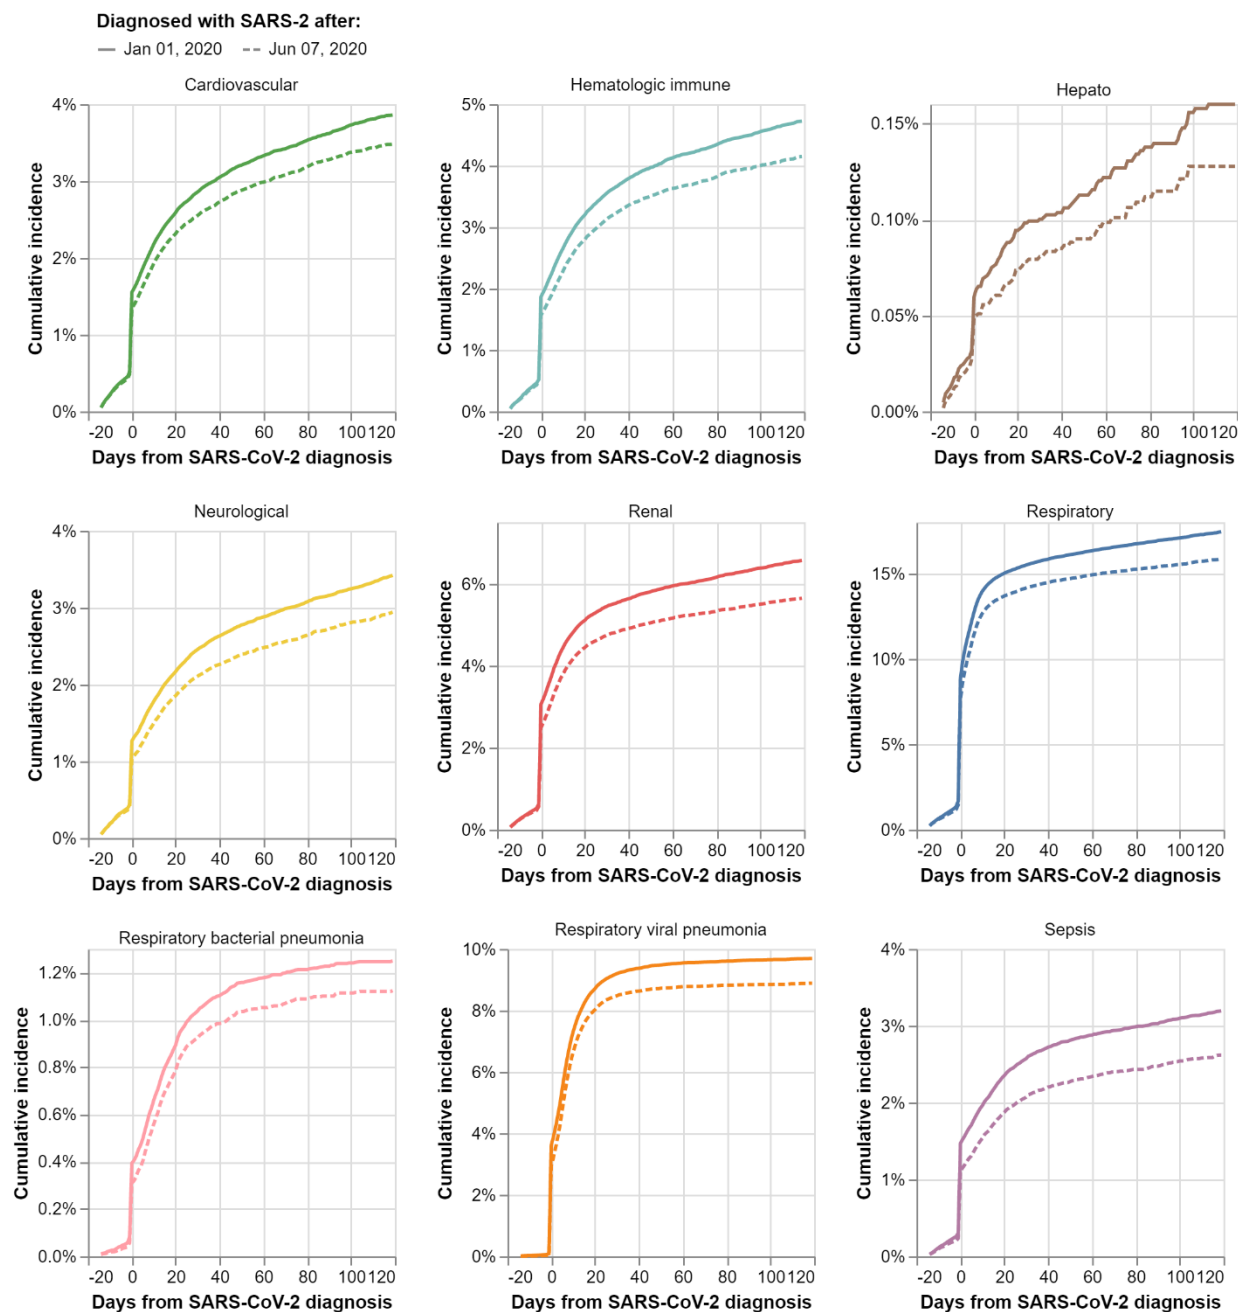 Diagnosed with SARS-2 after:
Jan 01, 2020 Jun 07, 2020
Cardiovascular
4%
3%
2%
1%
0%
Cumulative incidence
-20 0 20 40 60 80 100 120
Days from SARS-CoV-2 diagnosis
Hematologic immune
5%
4%
3%
2%
1%
0%
Cumulative incidence
-20 0 20 40 60 80 100 120
Days from SARS-CoV-2 diagnosis
Hepato
0.15%
0.10%
0.05%
0.00%
Cumulative incidence
-20 0 20 40 60 80 100 120
Days from SARS-CoV-2 diagnosis
Neurological
4%
3%
2%
1%
0%
Cumulative incidence
-20 0 20 40 60 80 100 120
Days from SARS-CoV-2 diagnosis
Renal
6%
4%
2%
0%
Cumulative incidence
-20 0 20 40 60 80 100 120
Days from SARS-CoV-2 diagnosis
Respiratory
15%
10%
5%
0%
Cumulative incidence
-20 0 20 40 60 80 100 120
Days from SARS-CoV-2 diagnosis
Respiratory bacterial pneumonia
1.2%
1.0%
0.8%
0.6%
0.4%
0.2%
0.0%
Cumulative incidence
-20 0 20 40 60 80 100 120
Days from SARS-CoV-2 diagnosis
Respiratory viral pneumonia
10%
8%
6%
4%
2%
0%
Cumulative incidence
-20 0 20 40 60 80 100 120
Days from SARS-CoV-2 diagnosis
Sepsis
4%
3%
2%
1%
0%
Cumulative incidence
-20 0 20 40 60 80 100 120
Days from SARS-CoV-2 diagnosis